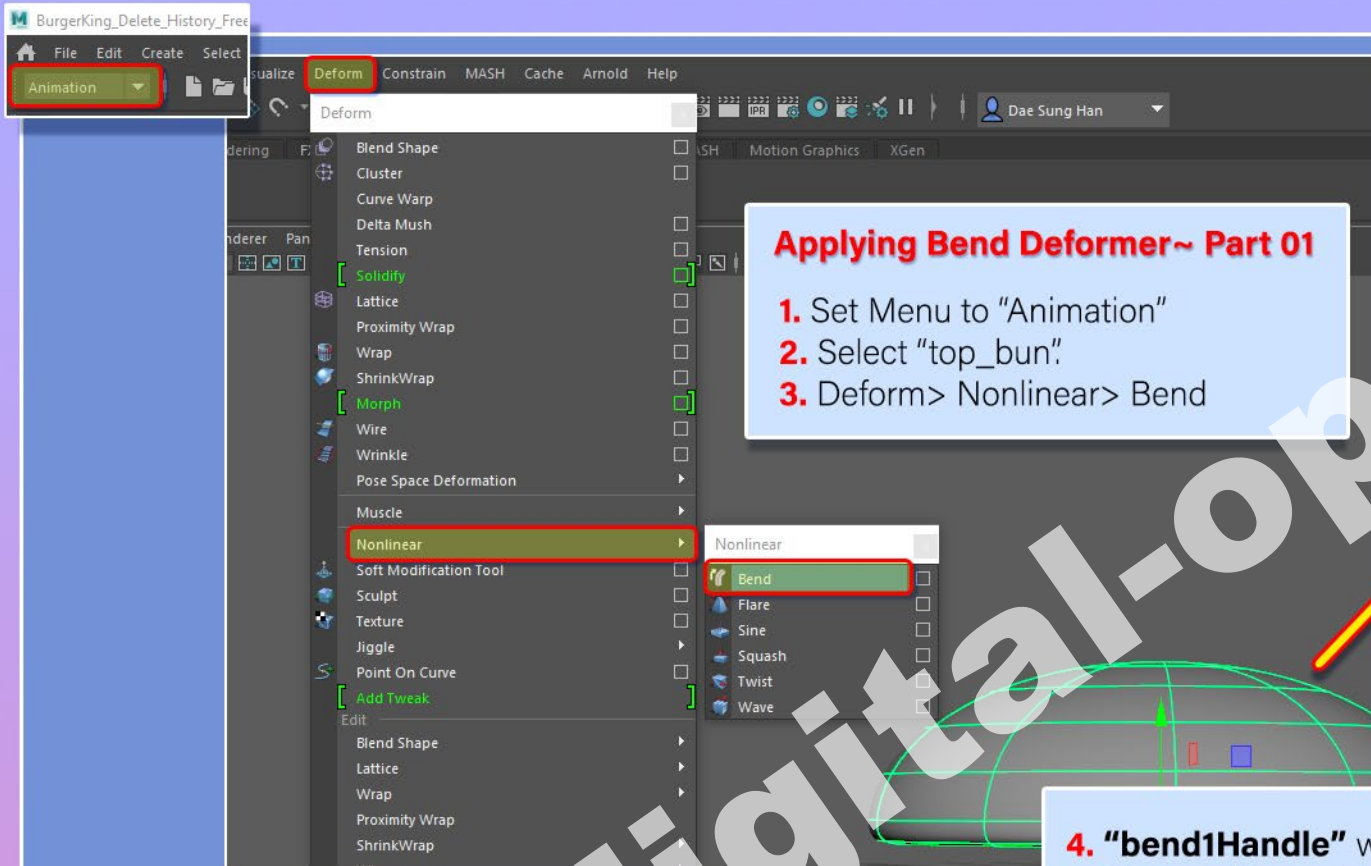 BurgerKing_Delete_History_Free
File Edit Create Select
Animation
sualize Deform Constrain MASH Cache Arnold Help
Deform
IPR
Dae Sung Han
dering
SH Motion Graphics XGen
Blend Shape
Cluster
Curve Warp
Delta Mush
nderer Pan
Tension
Solidify
Lattice
Proximity Wrap
Wrap
ShrinkWrap
Morph
Wire
Wrinkle
Pose Space Deformation
Muscle
Nonlinear
Soft Modification Tool
Sculpt
Texture
Jiggle
Point On Curve
Add Tweak
Edit
Blend Shape
Lattice
Wrap
Proximity Wrap
ShrinkWrap
Nonlinear
Bend
Flare
Sine
Squash
Twist
Wave
Applying Bend Deformer~ Part 01
1. Set Menu to "Animation"
2. Select "top_bun".
3. Deform> Nonlinear> Bend
4. "bend1Handle" w
igital-op